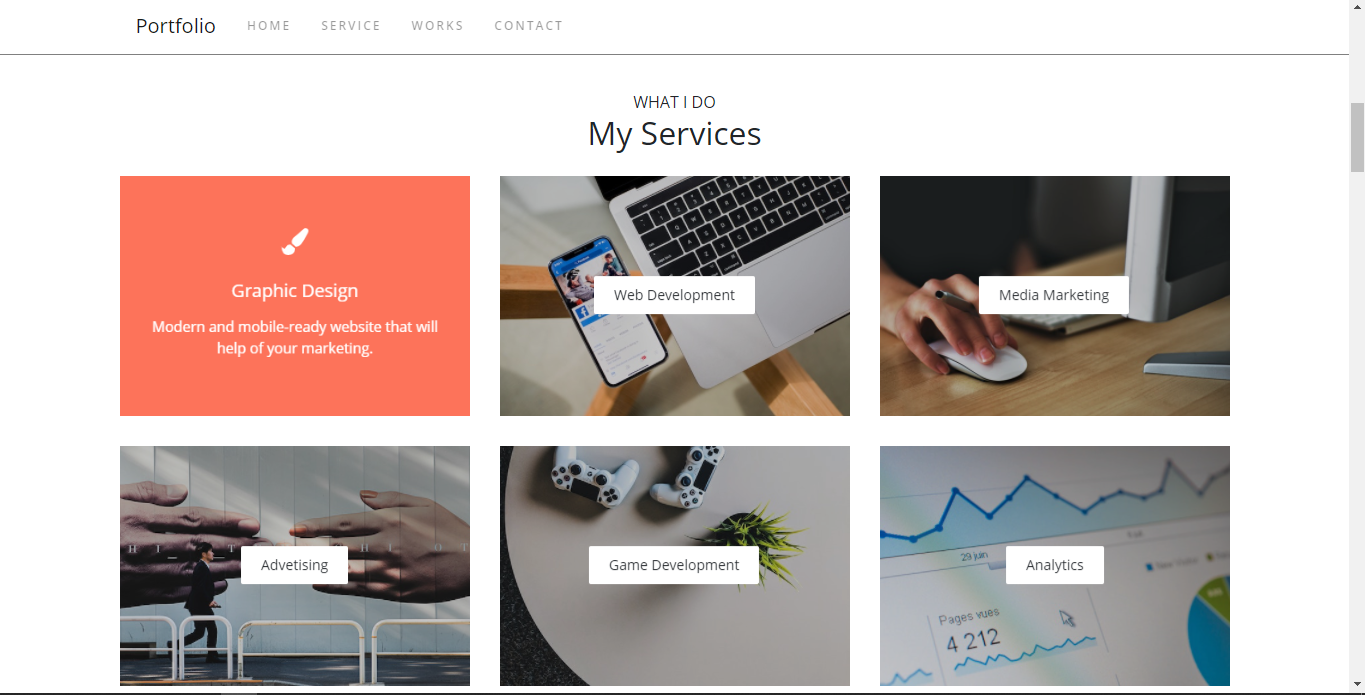 Portfolio HOME SERVICE WORKS CONTACT
WHAT I DO
My Services
Graphic Design
Modern and mobile-ready website that will
help of your marketing.
Web Development
Media Marketing
Advetising
Game Development
29 juin
Analytics
Pages vues
4 212